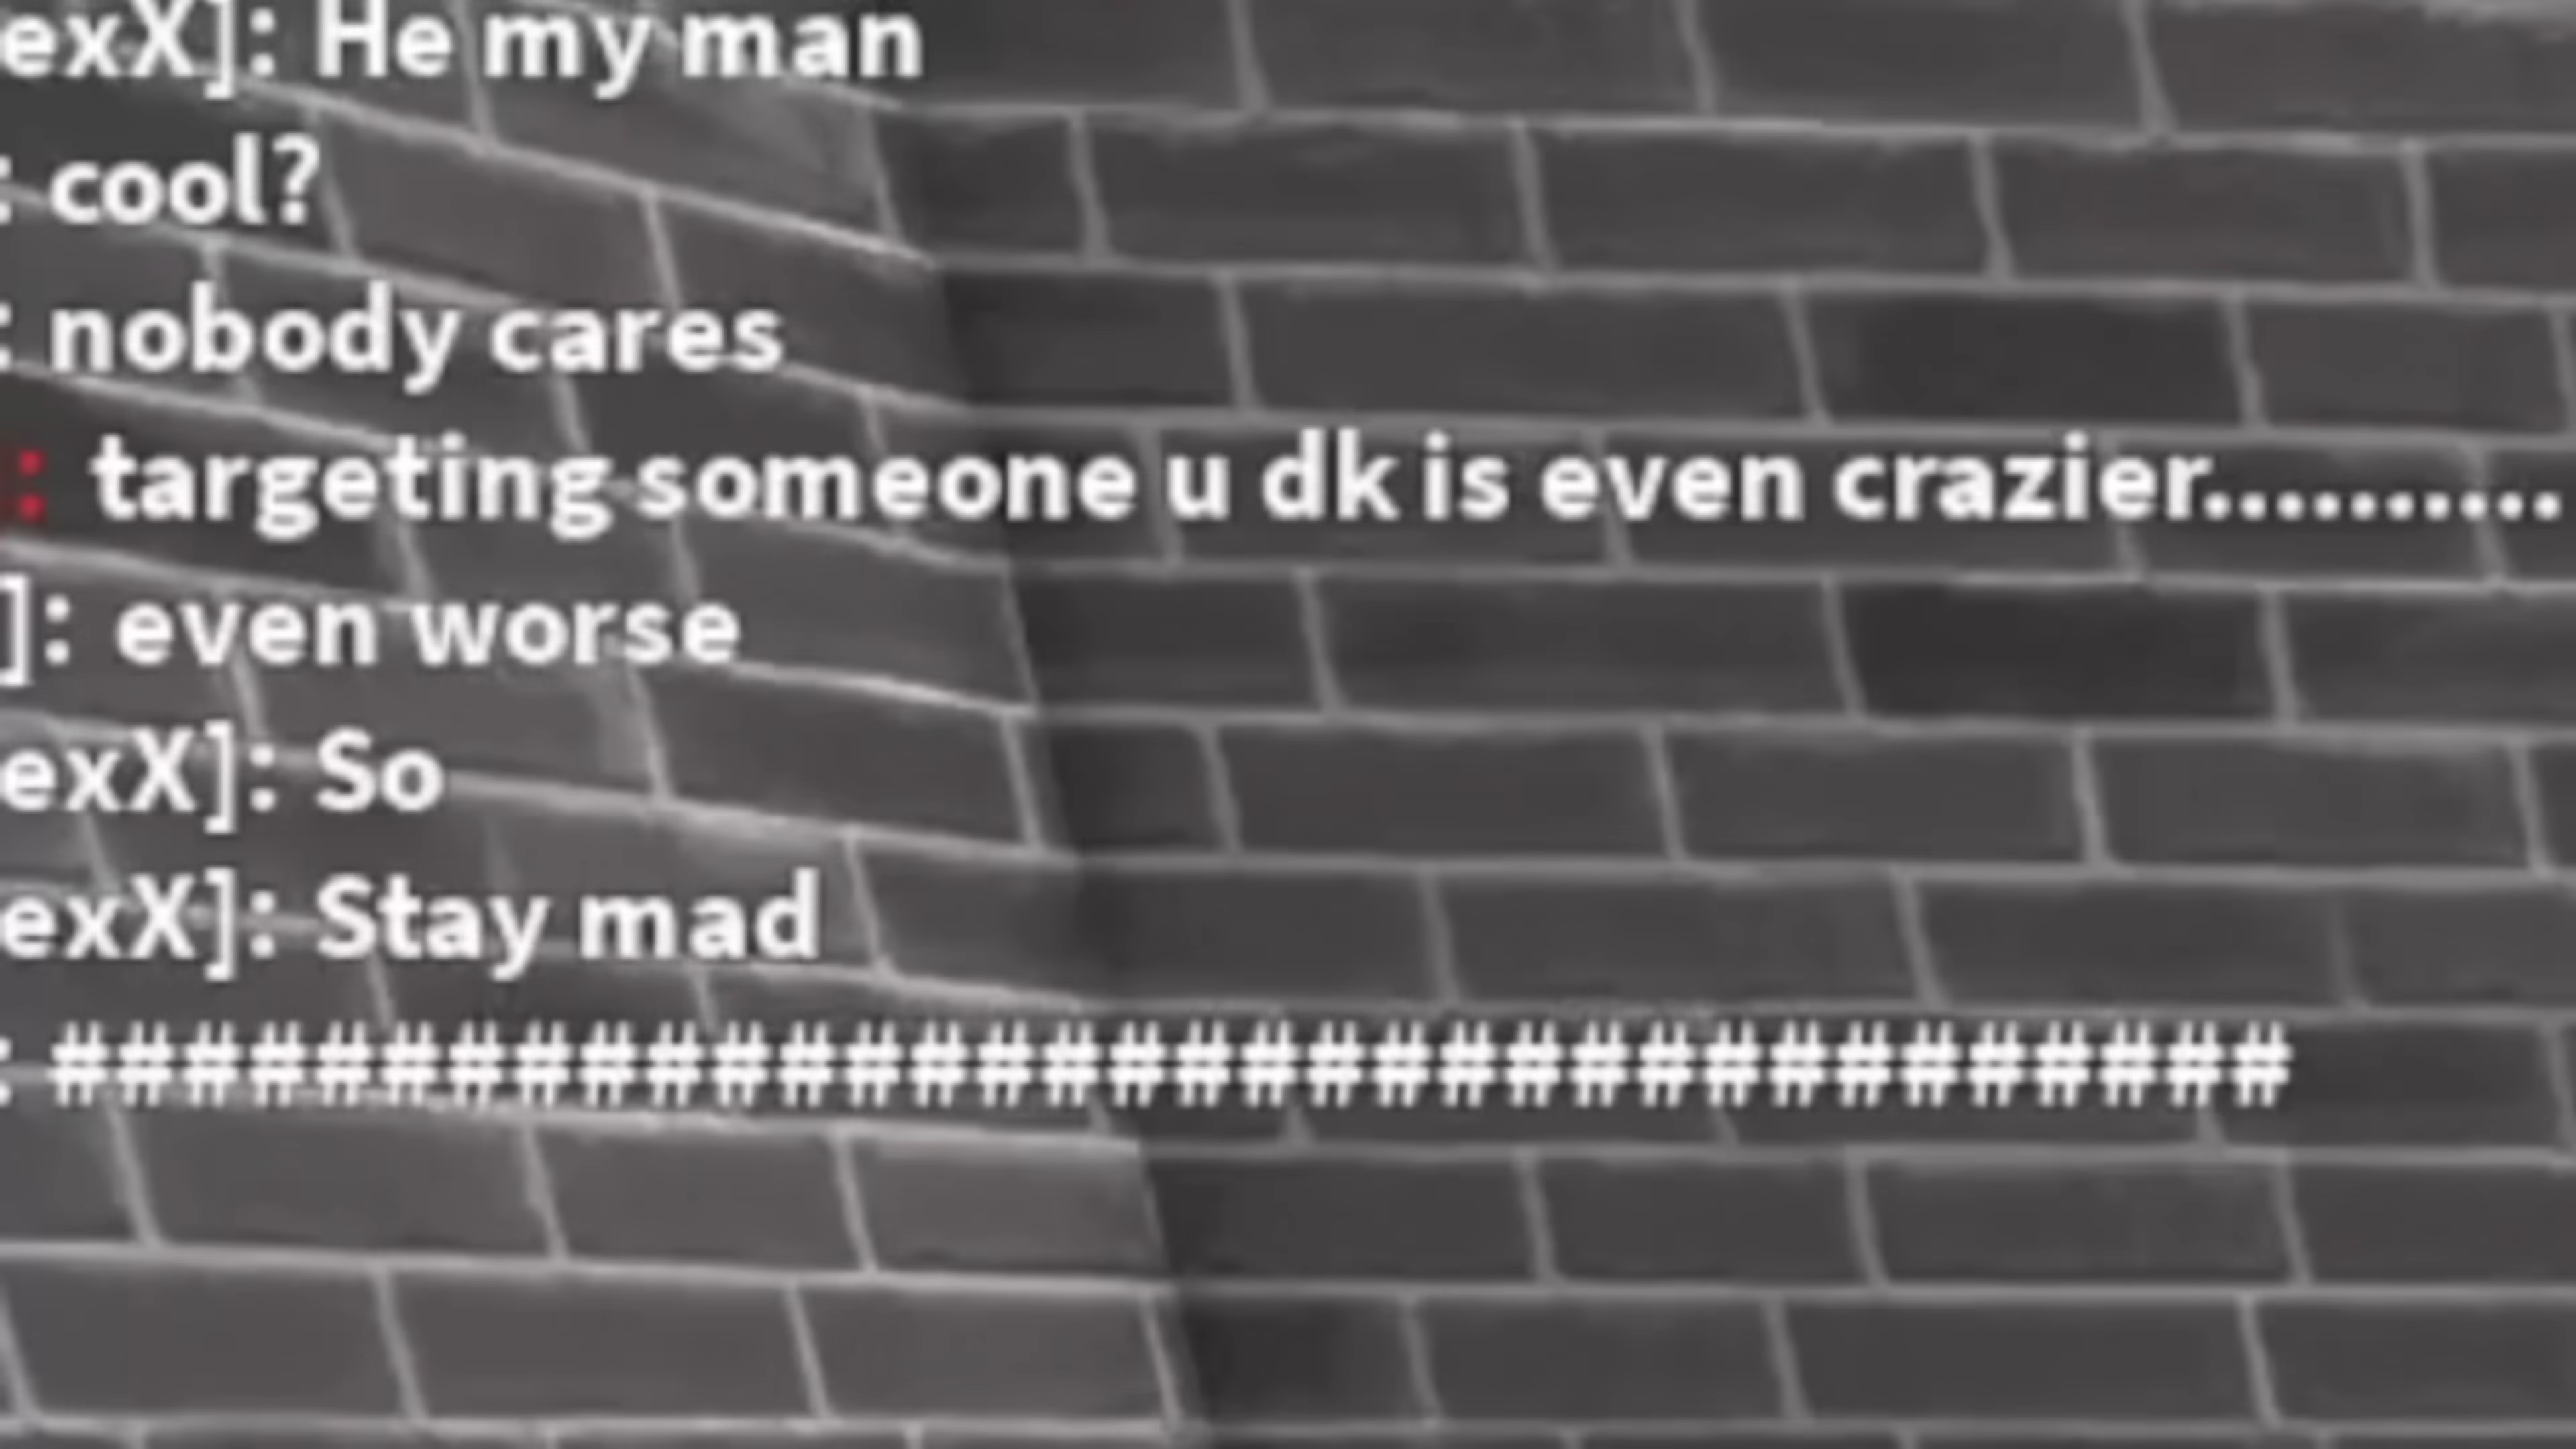 exX]: He my man
: cool?
: nobody cares
: targeting someone u dk is even crazier..........
]: even worse
exX]: So
exX]: Stay mad
: ##################################